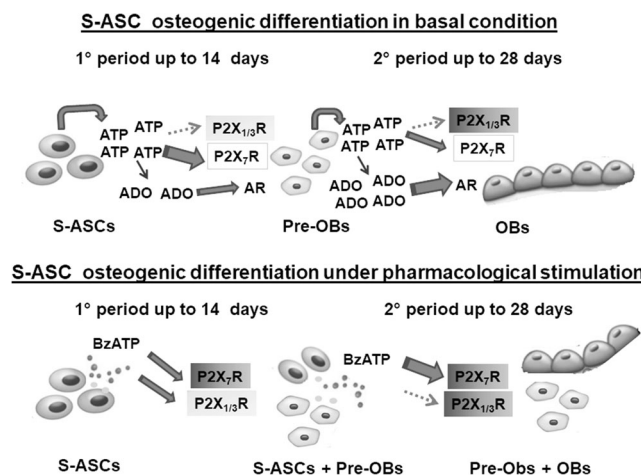 S-ASC osteogenic differentiation in basal condition
1° period up to 14 days 2° period up to 28 days
ATP ATP P2X1/3R ATP ATP P2X1/3R
ATP ATP P2X7R ATP ATP P2X7R
ADO ADO AR ADO ADO AR
ADO ADO
S-ASCs Pre-OBs OBs
S-ASC osteogenic differentiation under pharmacological stimulation
1° period up to 14 days 2° period up to 28 days
BzATP BzATP
P2X7R P2X7R
P2X1/3R P2X1/3R
S-ASCs S-ASCs + Pre-OBs Pre-Obs + OBs